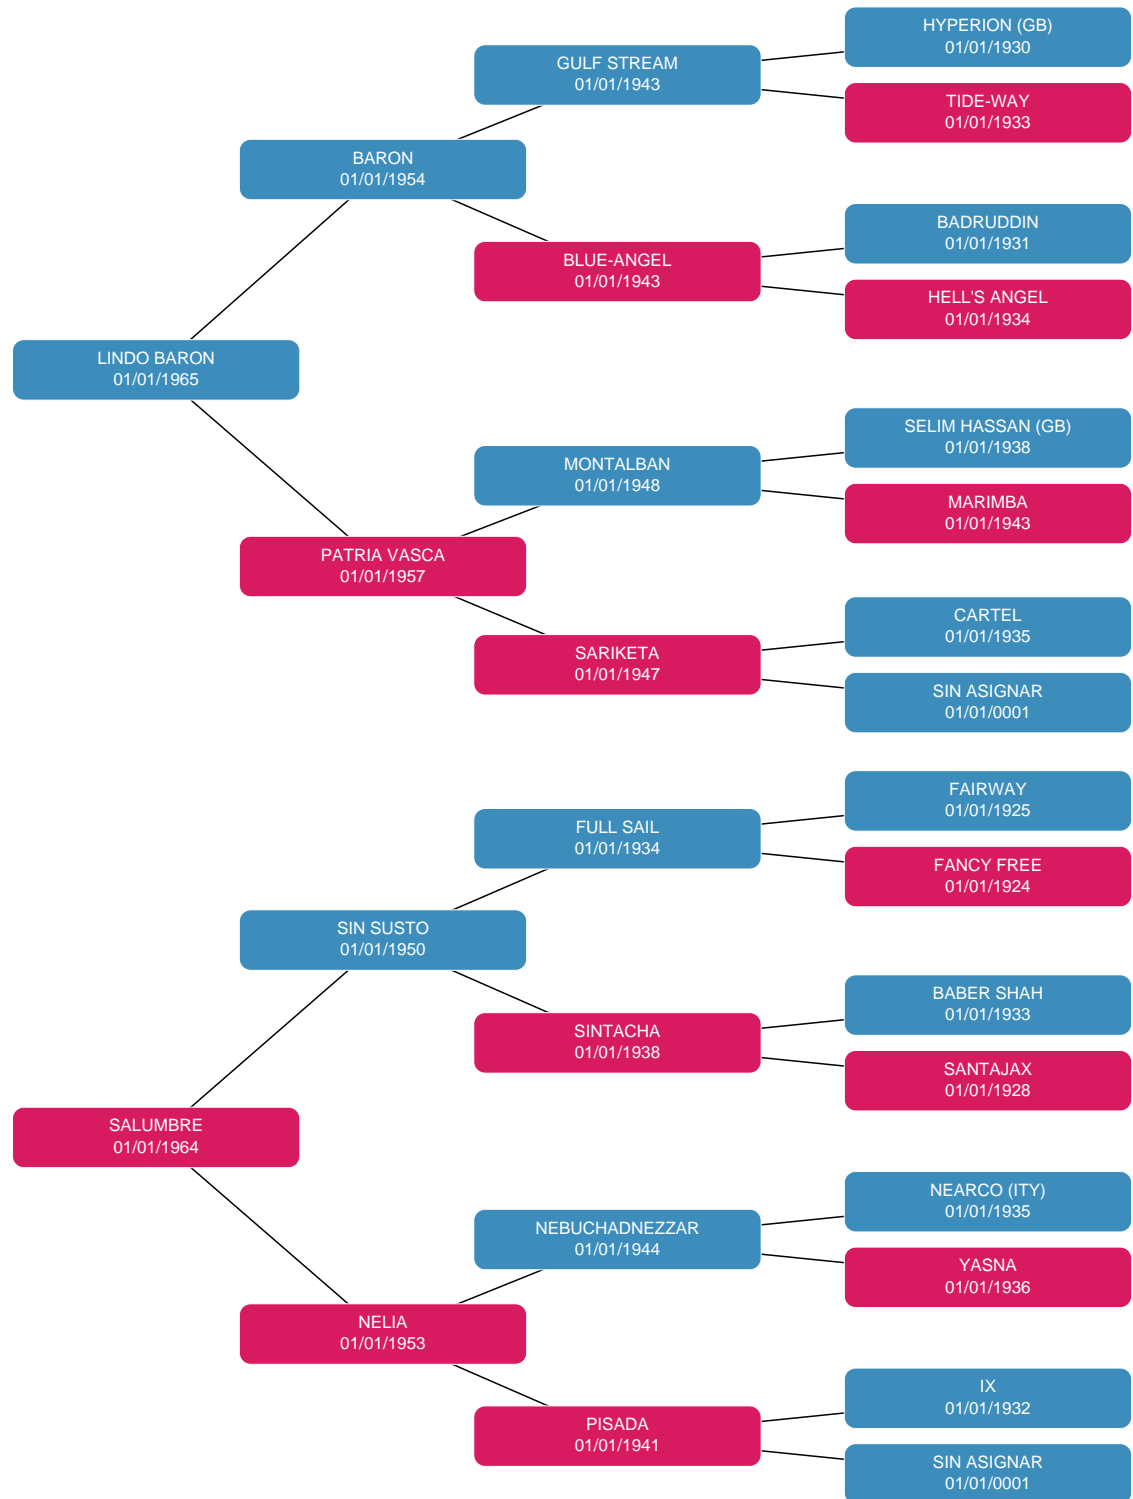 HYPERION (GB)
01/01/1930
GULF STREAM
01/01/1943
TIDE-WAY
01/01/1933
BARON
01/01/1954
BADRUDDIN
01/01/1931
BLUE-ANGEL
01/01/1943
HELL'S ANGEL
01/01/1934
LINDO BARON
01/01/1965
SELIM HASSAN (GB)
01/01/1938
MONTALBAN
01/01/1948
MARIMBA
01/01/1943
PATRIA VASCA
01/01/1957
CARTEL
01/01/1935
SARIKETA
01/01/1947
SIN ASIGNAR
01/01/0001
FAIRWAY
01/01/1925
FULL SAIL
01/01/1934
FANCY FREE
01/01/1924
SIN SUSTO
01/01/1950
BABER SHAH
01/01/1933
SINTACHA
01/01/1938
SANTAJAX
01/01/1928
SALUMBRE
01/01/1964
NEARCO (ITY)
01/01/1935
NEBUCHADNEZZAR
01/01/1944
YASNA
01/01/1936
NELIA
01/01/1953
IX
01/01/1932
PISADA
01/01/1941
SIN ASIGNAR
01/01/0001